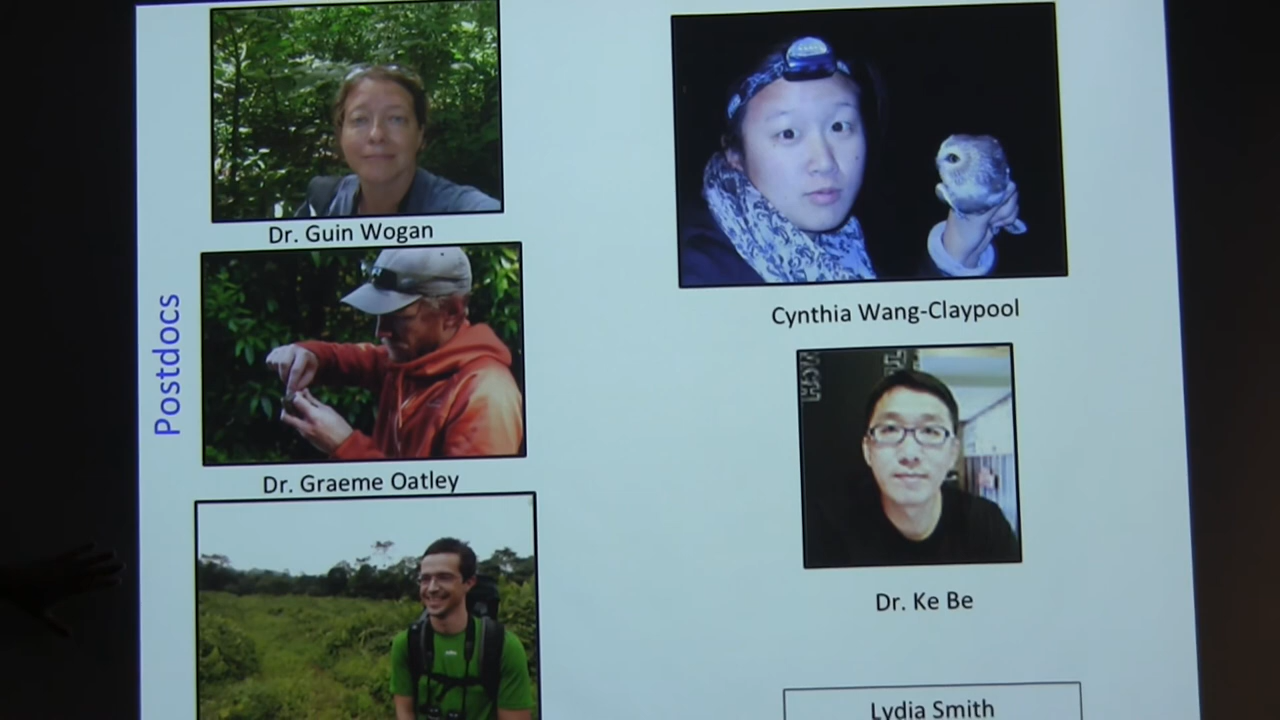 Dr. Guin Wogan
Cynthia Wang-Claypool
Postdocs
Dr. Graeme Oatley
Dr. Ke Be
Lydia Smith